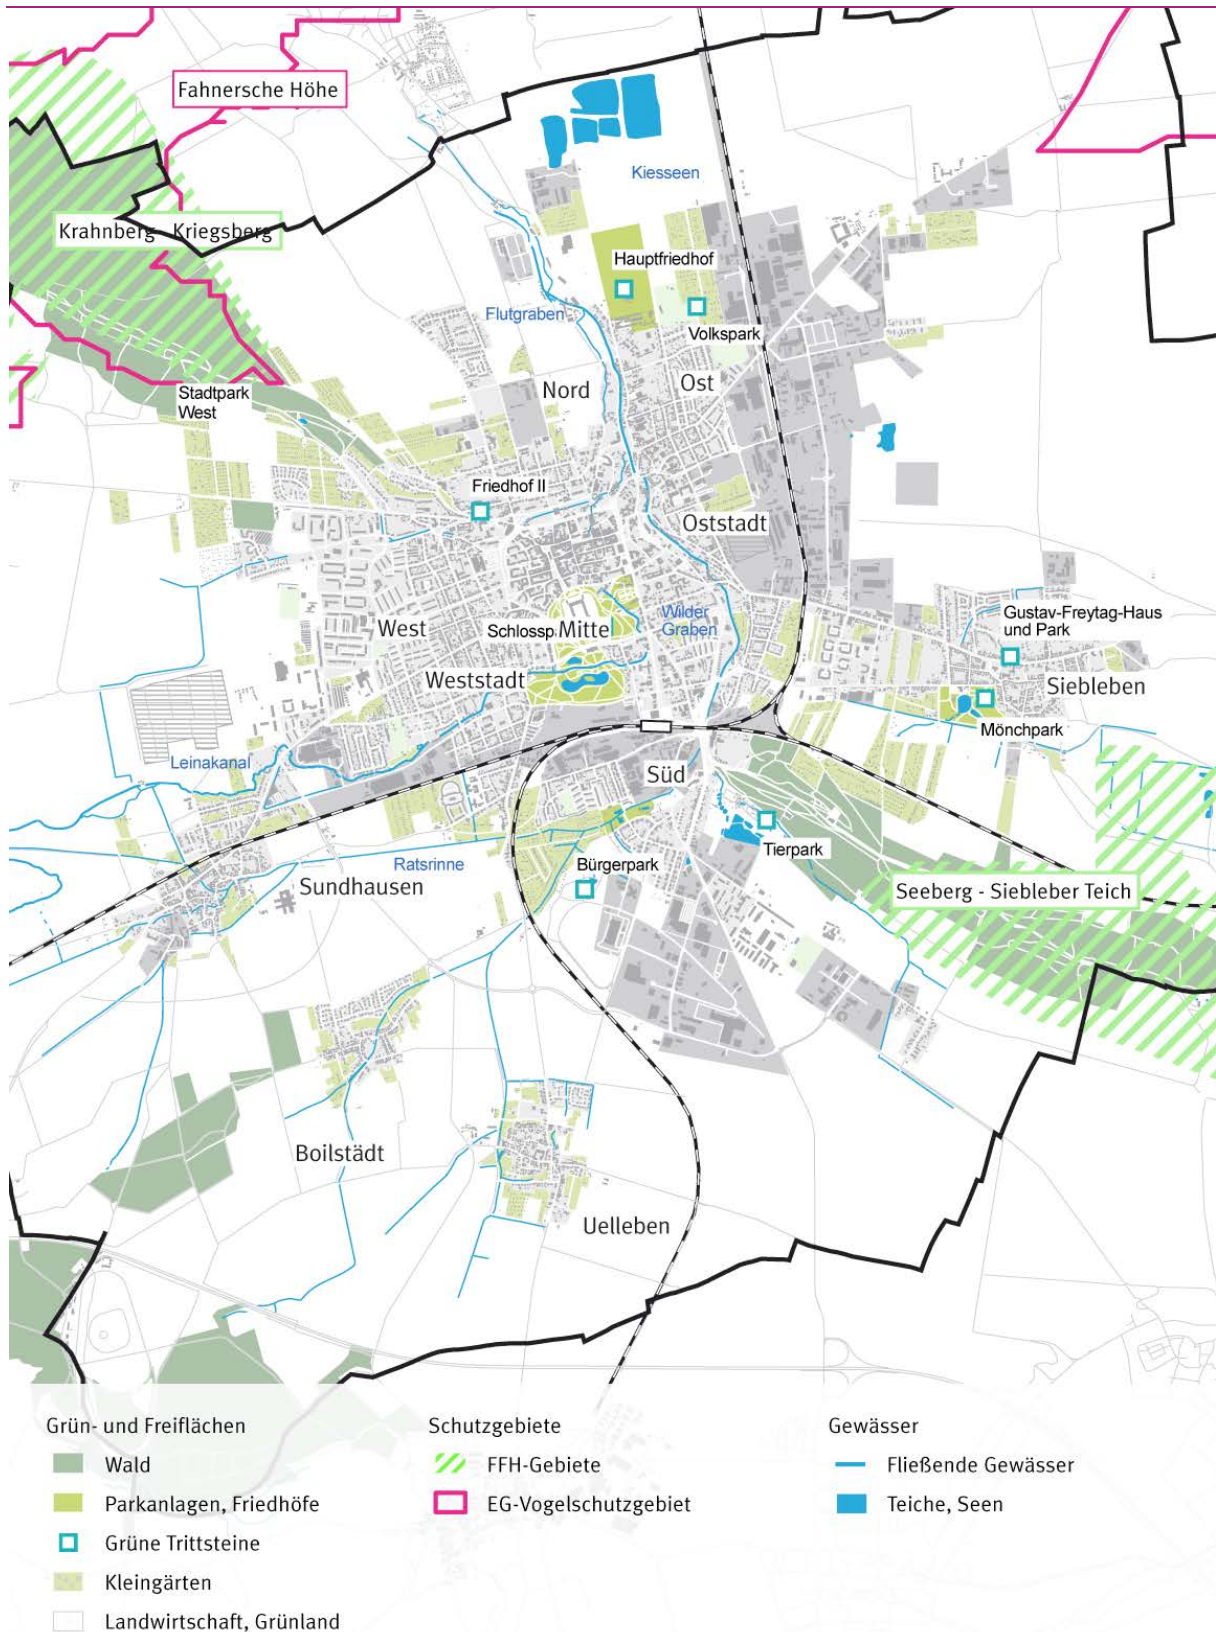 Fahnersche Höhe
Kiesseen
Krahnberg - Kriegsberg
Hauptfriedhof
Flutgraben
Volkspark
Stadtpark
West
Nord
Ost
Friedhof II
Oststadt
Wilder
Graben
Gustav-Freytag-Haus
und Park
West
Schlossp
Mitte
Weststadt
Siebleben
Mönchpark
Leinakanal
Süd
Tierpark
Ratsrinne
Bürgerpark
Sundhausen
Seeberg - Siebleber Teich
Boilstädt
Uelleben
Grün- und Freiflächen
Wald
Parkanlagen, Friedhöfe
Grüne Trittsteine
Kleingärten
Landwirtschaft, Grünland
Schutzgebiete
FFH-Gebiete
EG-Vogelschutzgebiet
Gewässer
Fließende Gewässer
Teiche, Seen